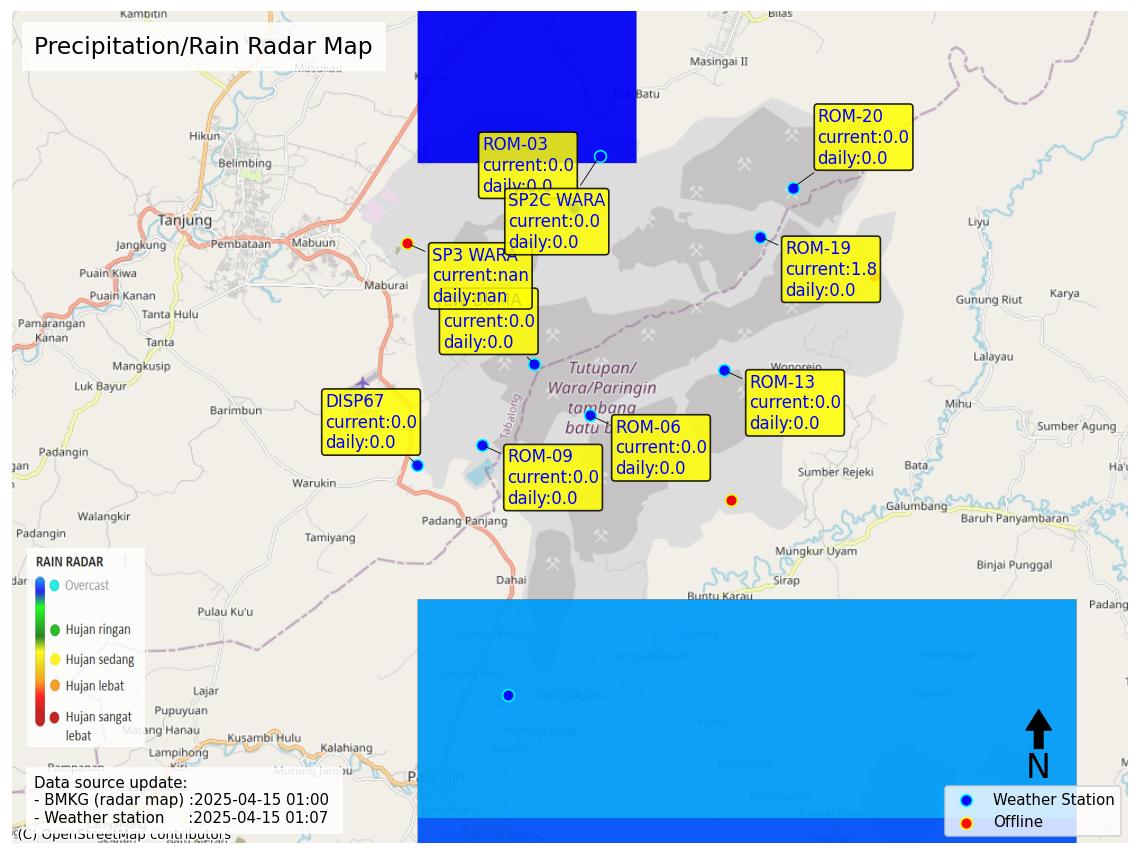 Precipitation/Rain Radar Map
Kambitin
Bilas
Masingai II
Hikun
Belimbing
Tanjung
Jangkung
Pembataan
Mabuun
Puain Kiwa
Puain Kanan
Maburai
Tanta Hulu
Pamarangan
Kanan
Tanta
Mangkusip
Luk Bayur
Barimbun
ROM-03
current:0.0
daily:0.0
SP2C WARA
current:0.0
daily:0.0
SP3 WARA
current:nan
daily:nan
current:0.0
daily:0.0
ROM-20
current:0.0
daily:0.0
ROM-19
current:1.8
daily:0.0
Liyu
Gunung Riut
Karya
Lalayau
Mihu
Sumber Agung
Wonorejo
ROM-13
current:0.0
daily:0.0
Tutupan/
Wara/Paringin
tambang
batu b
Tabalong
ROM-06
current:0.0
daily:0.0
DISP67
current:0.0
daily:0.0
ROM-09
current:0.0
daily:0.0
Padangin
Warukin
Walangkir
Padangin
Tamiyang
Padang Panjang
Dahai
Sumber Rejeki
Bata
Galumbang
Baruh Panyambaran
Mungkur Uyam
Sirap
Binjai Punggal
Buntu Karau
Padang
Pulau Ku'u
RAIN RADAR
Overcast
Hujan ringan
Hujan sedang
Hujan lebat
Hujan sangat
lebat
Lajar
Pupuyuan
Matang Hanau
Lampihong
Kusambi Hulu
Kalahiang
Murung Jambu
Paringin
Data source update:
- BMKG (radar map) :2025-04-15 01:00
- Weather station :2025-04-15 01:07
(C) OpenStreetMap contributors
N
Weather Station
Offline